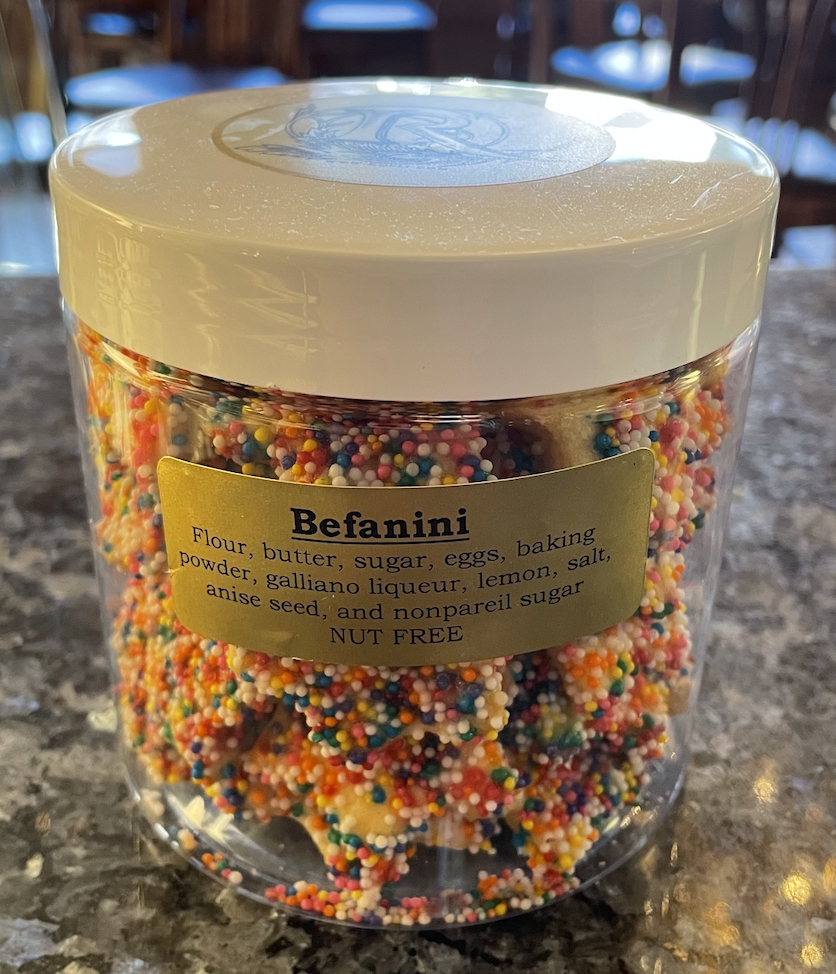 Befanini
Flour, butter, sugar, eggs, baking
powder, galliano liqueur, lemon, salt,
anise seed, and nonpareil sugar
NUT FREE